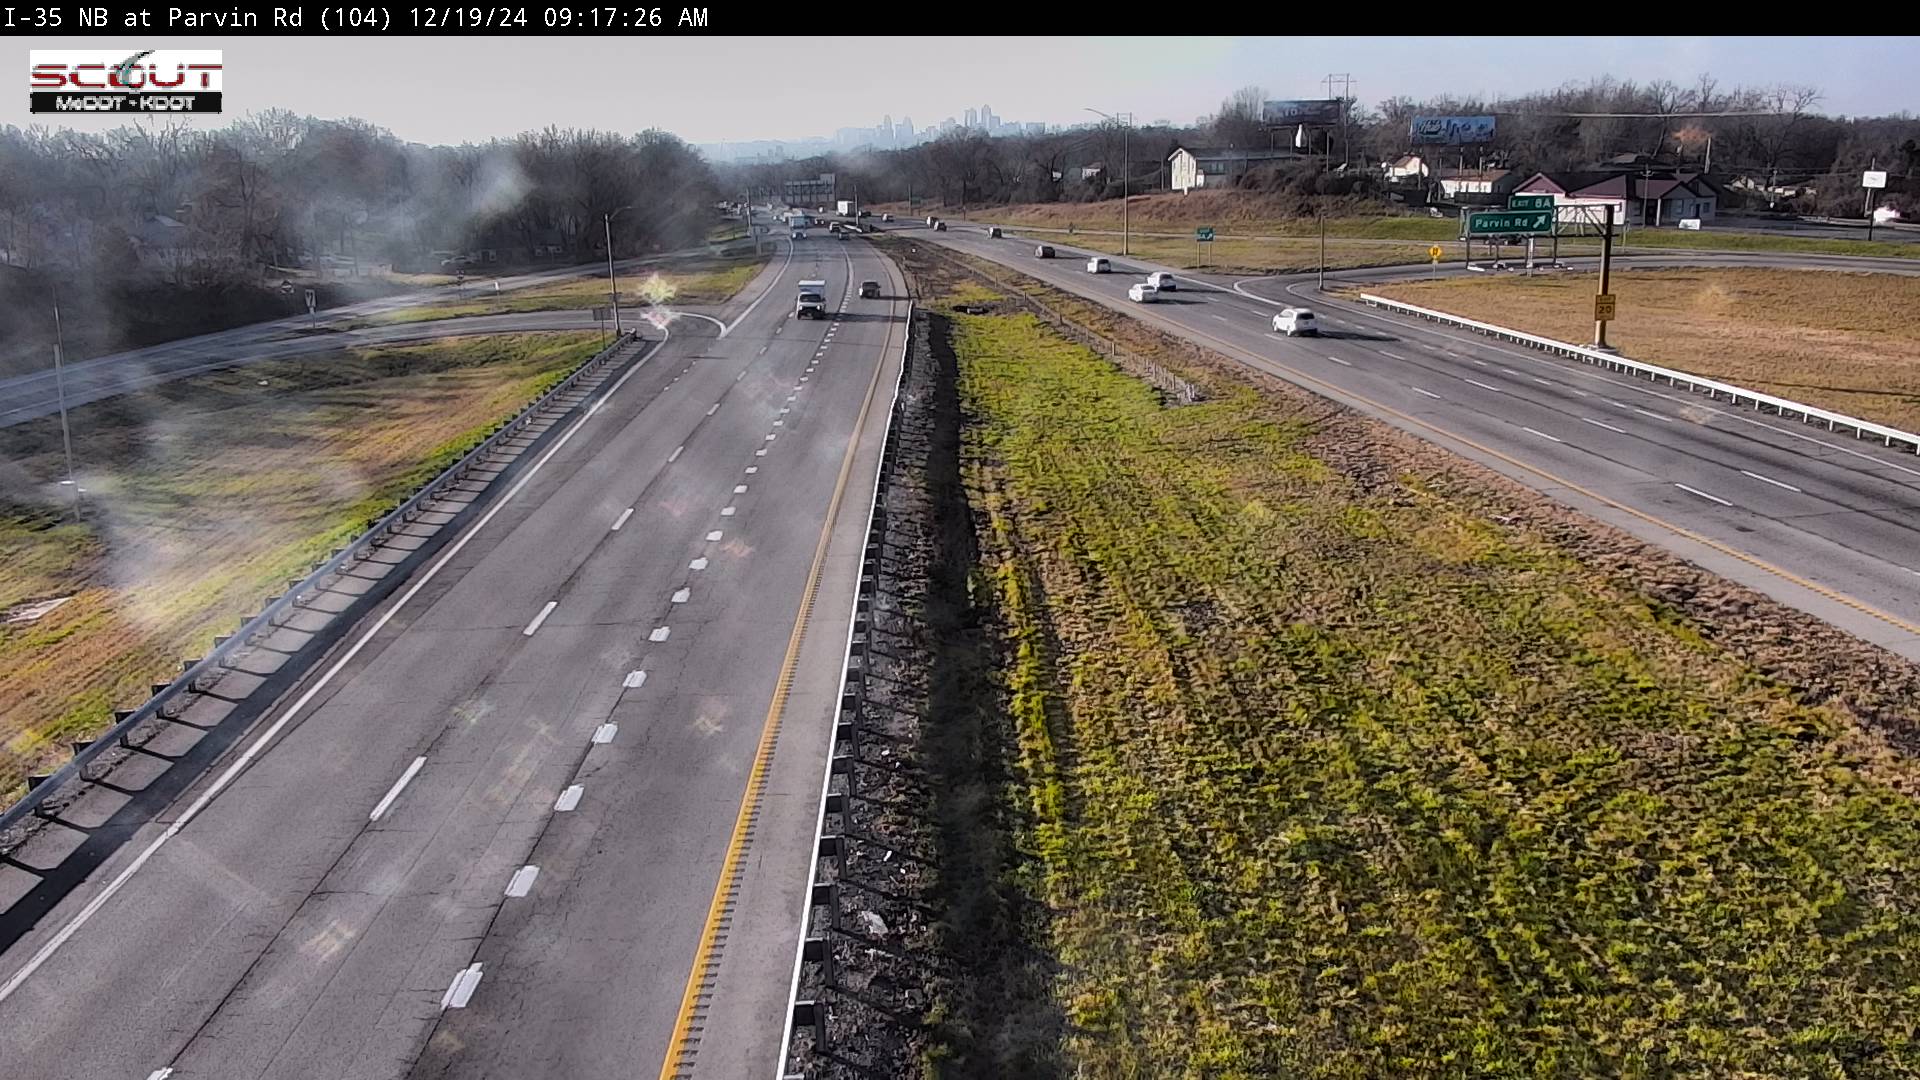 I-35 NB at Parvin Rd (104) 12/19/24 09:17:26 AM
SCOUT
MoDOT - KDOT
EXIT 8A
Parvin Rd
20